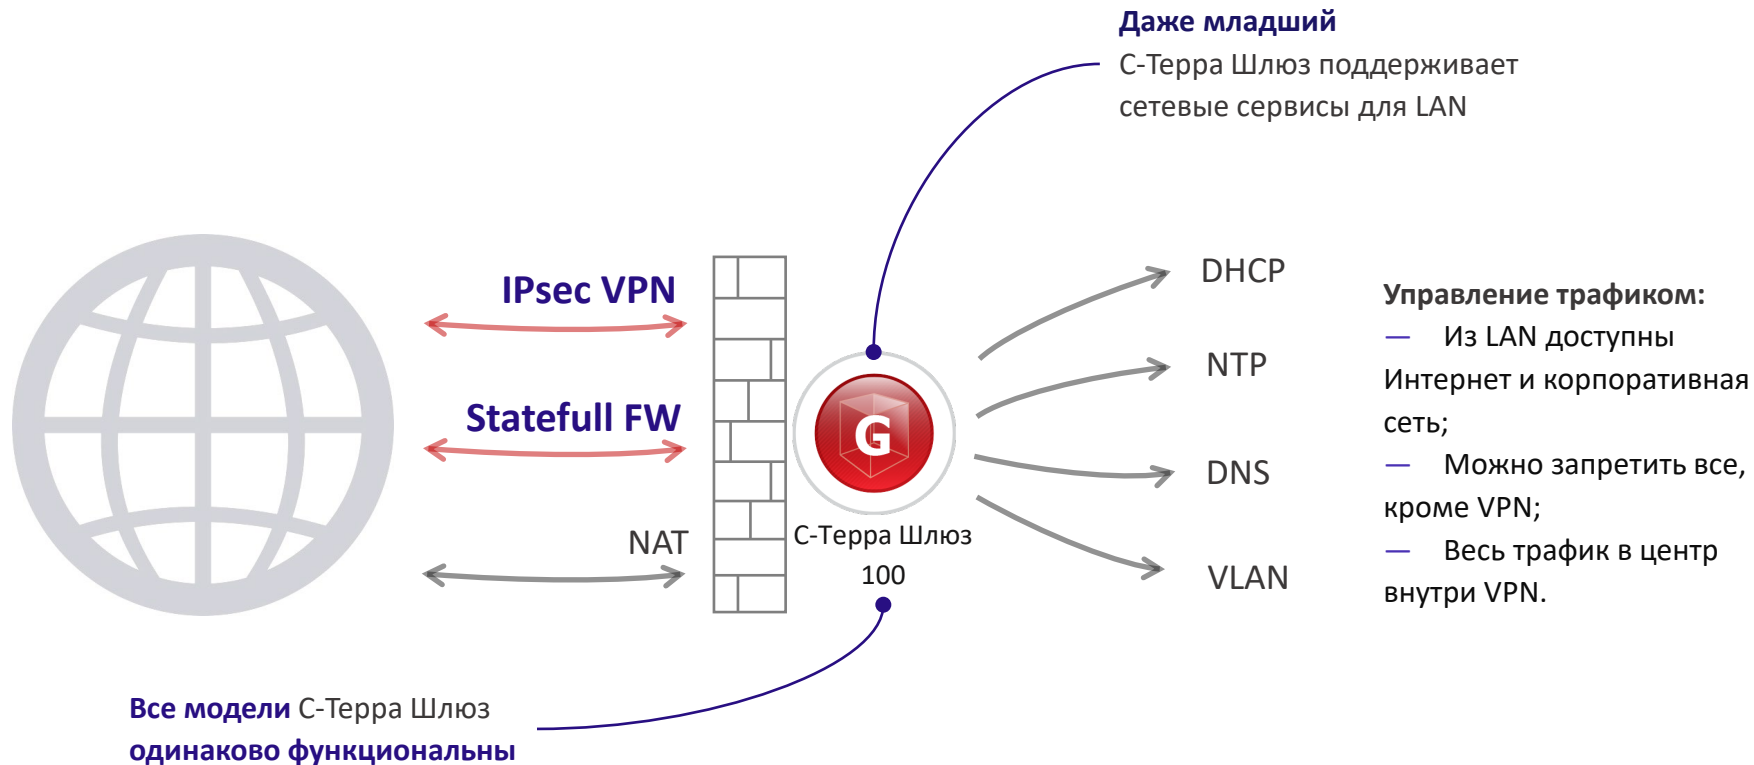 Даже младший
С-Терра Шлюз поддерживает
сетевые сервисы для LAN
IPsec VPN
Statefull FW
NAT
G
С-Терра Шлюз
100
DHCP
NTP
DNS
VLAN
Управление трафиком:
— Из LAN доступны
Интернет и корпоративная
сеть;
— Можно запретить все,
кроме VPN;
— Весь трафик в центр
внутри VPN.
Все модели С-Терра Шлюз
одинаково функциональны